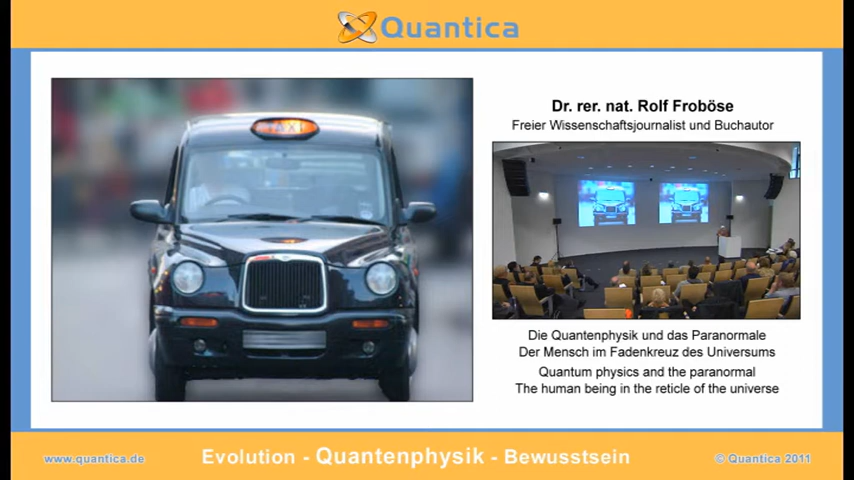 Quantica
TAXI
Dr. rer. nat. Rolf Froböse
Freier Wissenschaftsjournalist und Buchautor
Die Quantenphysik und das Paranormale
Der Mensch im Fadenkreuz des Universums
Quantum physics and the paranormal
The human being in the reticle of the universe
www.quantica.de
Evolution - Quantenphysik - Bewusstsein
© Quantica 2011